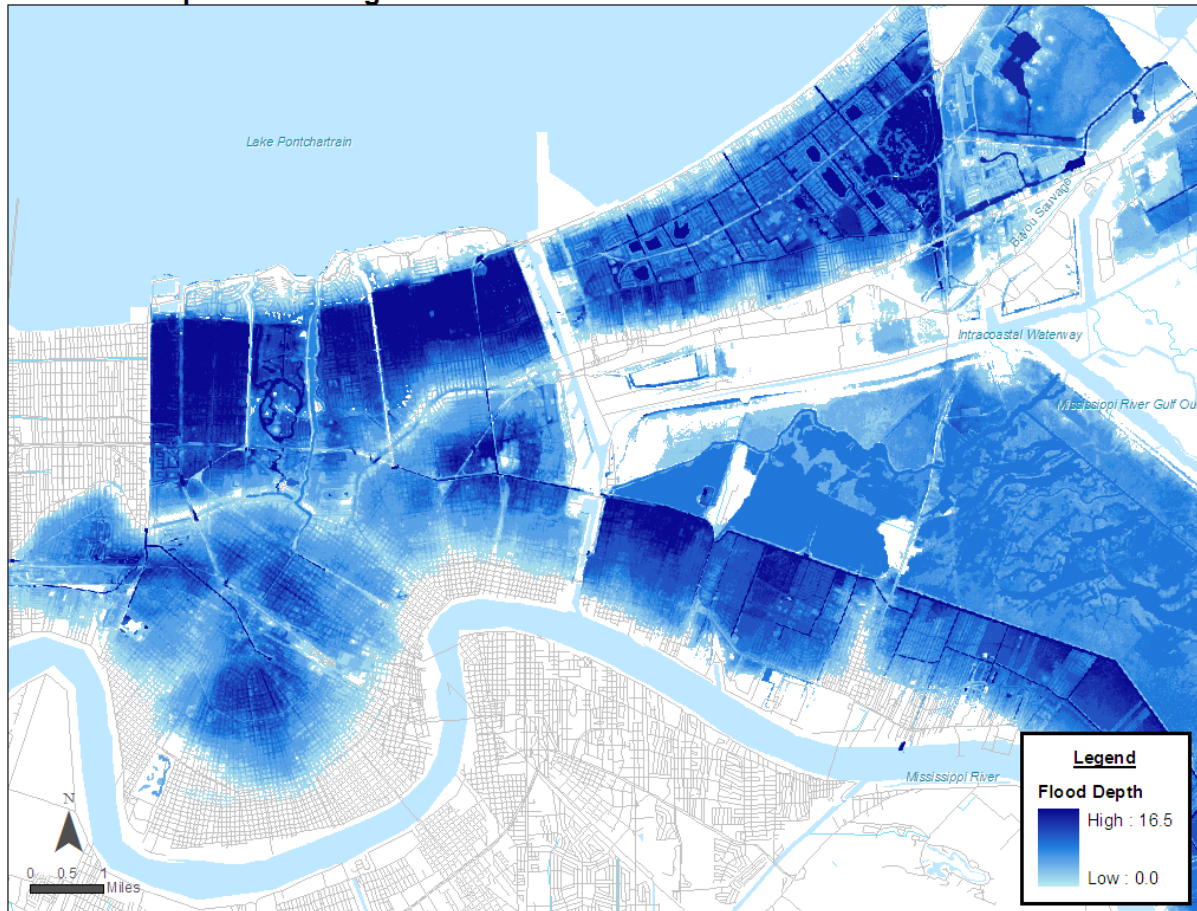 Lake Pontchartrain
Bayou Sauvage
Intracoastal Waterway
Mississippi River Gulf Ou
Mississippi River
Legend
Flood Depth
High : 16.5
Low : 0.0
N
0 0.5 1
Miles